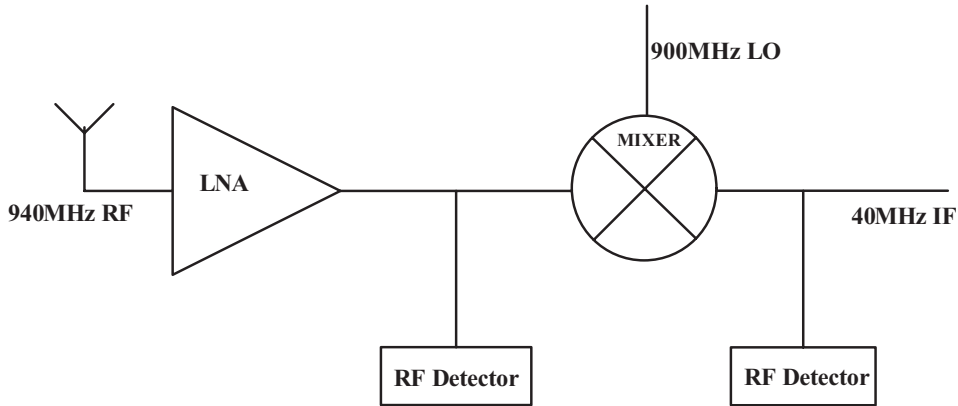 900MHz LO
MIXER
LNA
940MHz RF
40MHz IF
RF Detector
RF Detector